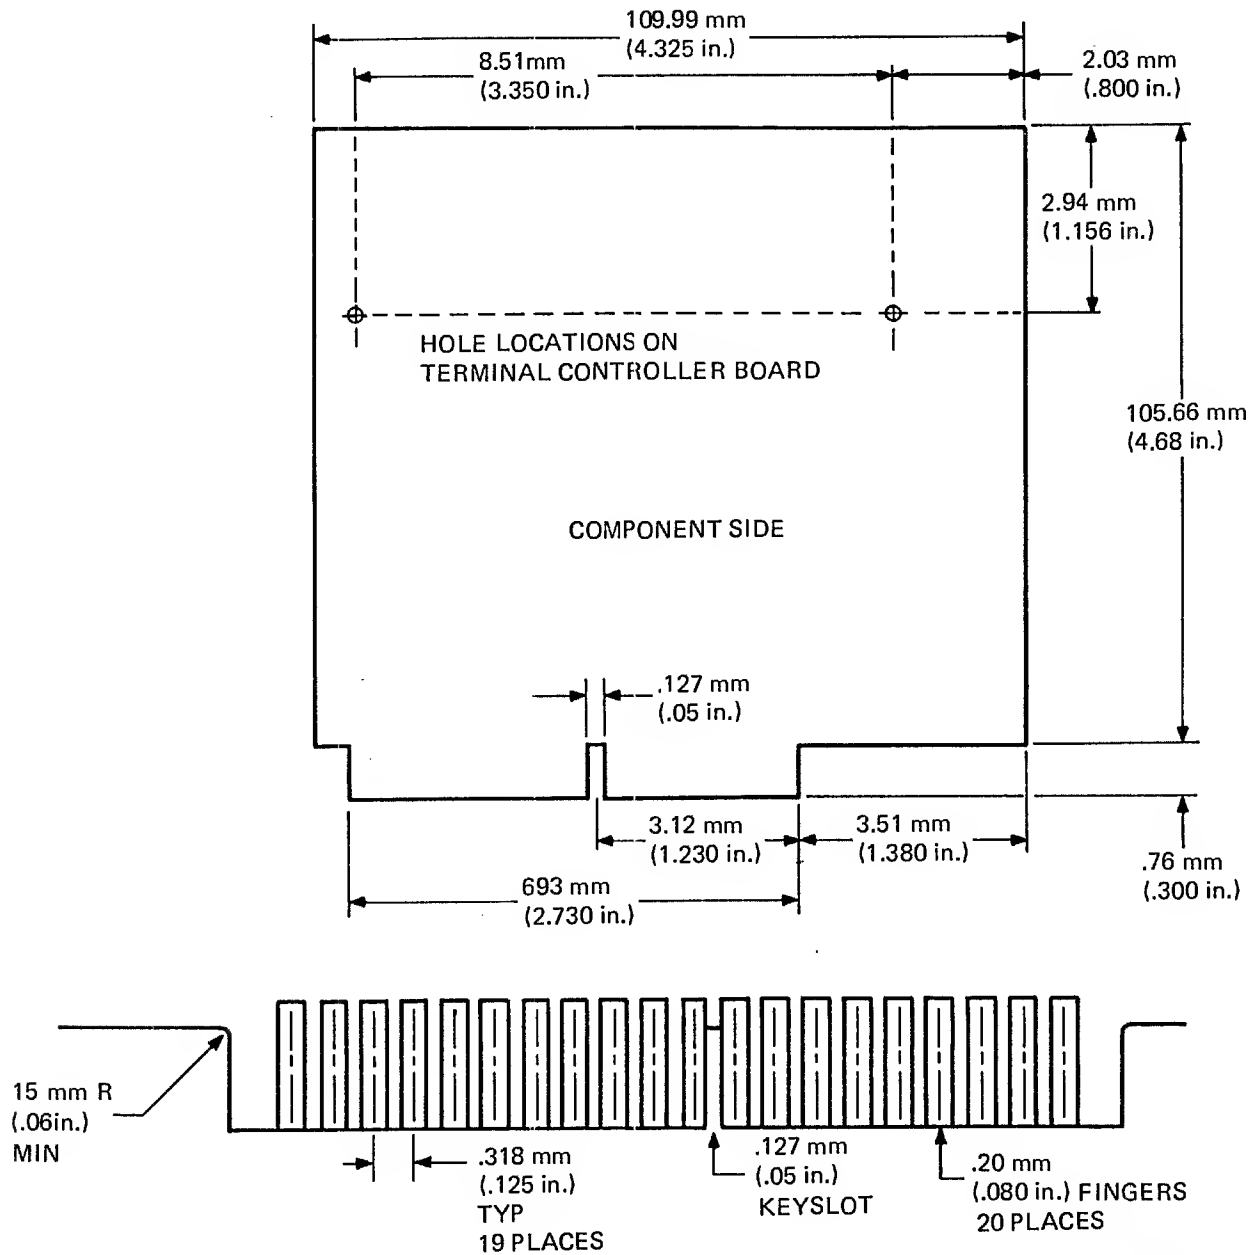 109.99 mm
(4.325 in.)
8.51mm
(3.350 in.)
2.03 mm
(.800 in.)
2.94 mm
(1.156 in.)
HOLE LOCATIONS ON
TERMINAL CONTROLLER BOARD
105.66 mm
(4.68 in.)
COMPONENT SIDE
.127 mm
(.05 in.)
3.12 mm
(1.230 in.)
3.51 mm
(1.380 in.)
.76 mm
(.300 in.)
693 mm
(2.730 in.)
15 mm R
(.06in.)
MIN
.318 mm
(.125 in.)
TYP
19 PLACES
.127 mm
(.05 in.)
KEYSLOT
.20 mm
(.080 in.) FINGERS
20 PLACES